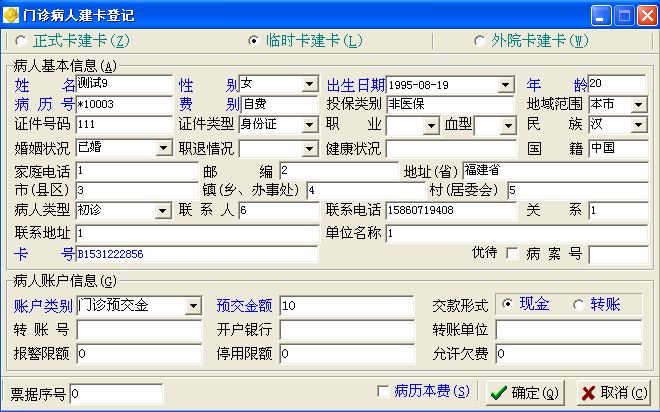 门诊病人建卡登记
正式卡建卡(Z) 临时卡建卡(L) 外院卡建卡(W)
病人基本信息(A)
姓 名 测试9 性 别 女 出生日期 1995-08-19 年 龄 20
病 历 号 *10003 费 别 自费 投保类别 非医保 地域范围 本市
证件号码 111 证件类型 身份证 职 业 血型 民 族 汉
婚姻状况 已婚 职退情况 健康状况 国 籍 中国
家庭电话 1 邮 编 2 地址(省) 福建省
市(县区) 3 镇(乡、办事处) 4 村(居委会) 5
病人类型 初诊 联 系 人 6 联系电话 15860719408 关 系 1
联系地址 1 单位名称 1
卡 号 B1531222856 优待 病 案 号
病人账户信息(G)
账户类别 门诊预交金 预交金额 10 交款形式 现金 转账
转 账 号 开户银行 转账单位
报警限额 0 停用限额 0 允许欠费 0
票据序号 0 病历本费(S) 确定(O) 取消(C)